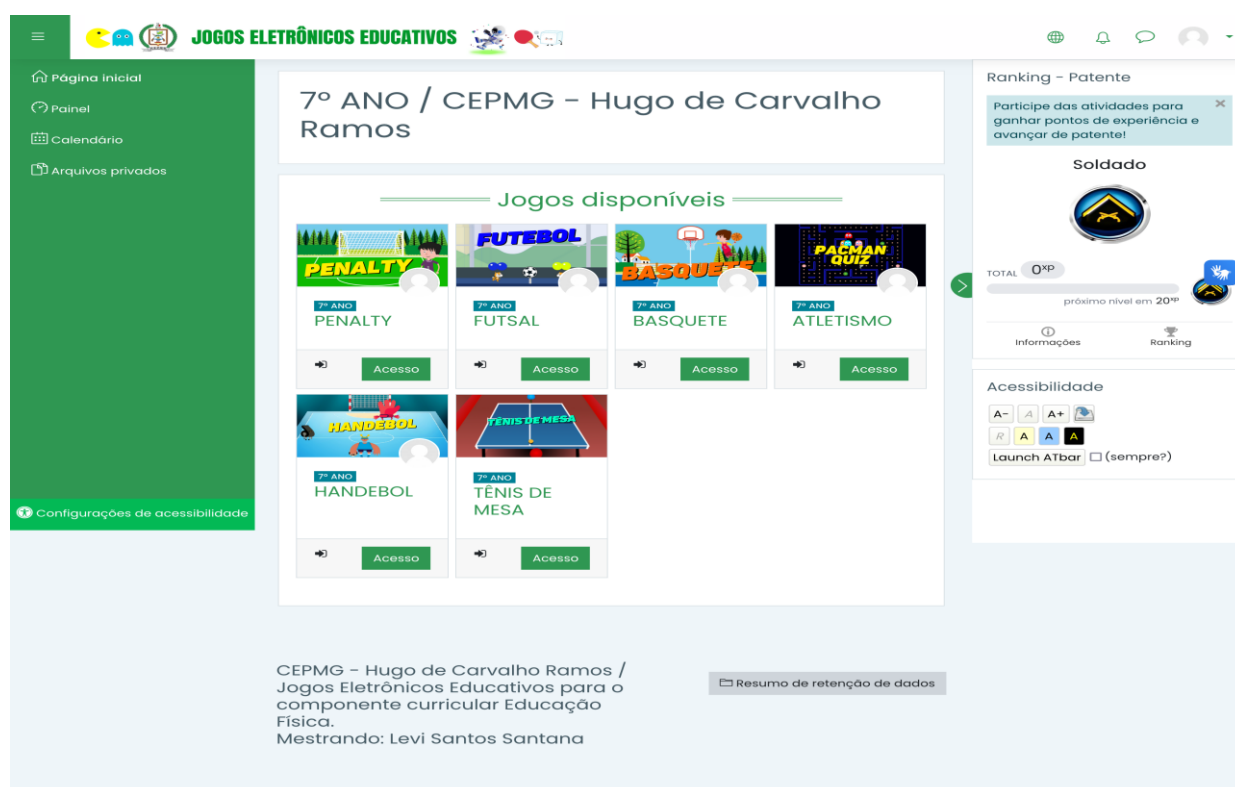 JOGOS ELETRÔNICOS EDUCATIVOS
Página inicial
Painel
Calendário
Arquivos privados
Configurações de acessibilidade
7º ANO / CEPMG - Hugo de Carvalho
Ramos
Jogos disponíveis
PENALTY
7º ANO
PENALTY
Acesso
FUTEBOL
7º ANO
FUTSAL
Acesso
BASQUETE
7º ANO
BASQUETE
Acesso
PACMAN
QUIZ
7º ANO
ATLETISMO
Acesso
HANDEBOL
7º ANO
HANDEBOL
Acesso
TÊNIS DE MESA
7º ANO
TÊNIS DE
MESA
Acesso
Ranking - Patente
Participe das atividades para
ganhar pontos de experiência e
avançar de patente!
×
Soldado
TOTAL 0xp
próximo nível em 20xp
Informações
Ranking
Acessibilidade
A- A A+
R A A A
Launch ATbar (sempre?)
CEPMG - Hugo de Carvalho Ramos /
Jogos Eletrônicos Educativos para o
componente curricular Educação
Física.
Mestrando: Levi Santos Santana
Resumo de retenção de dados